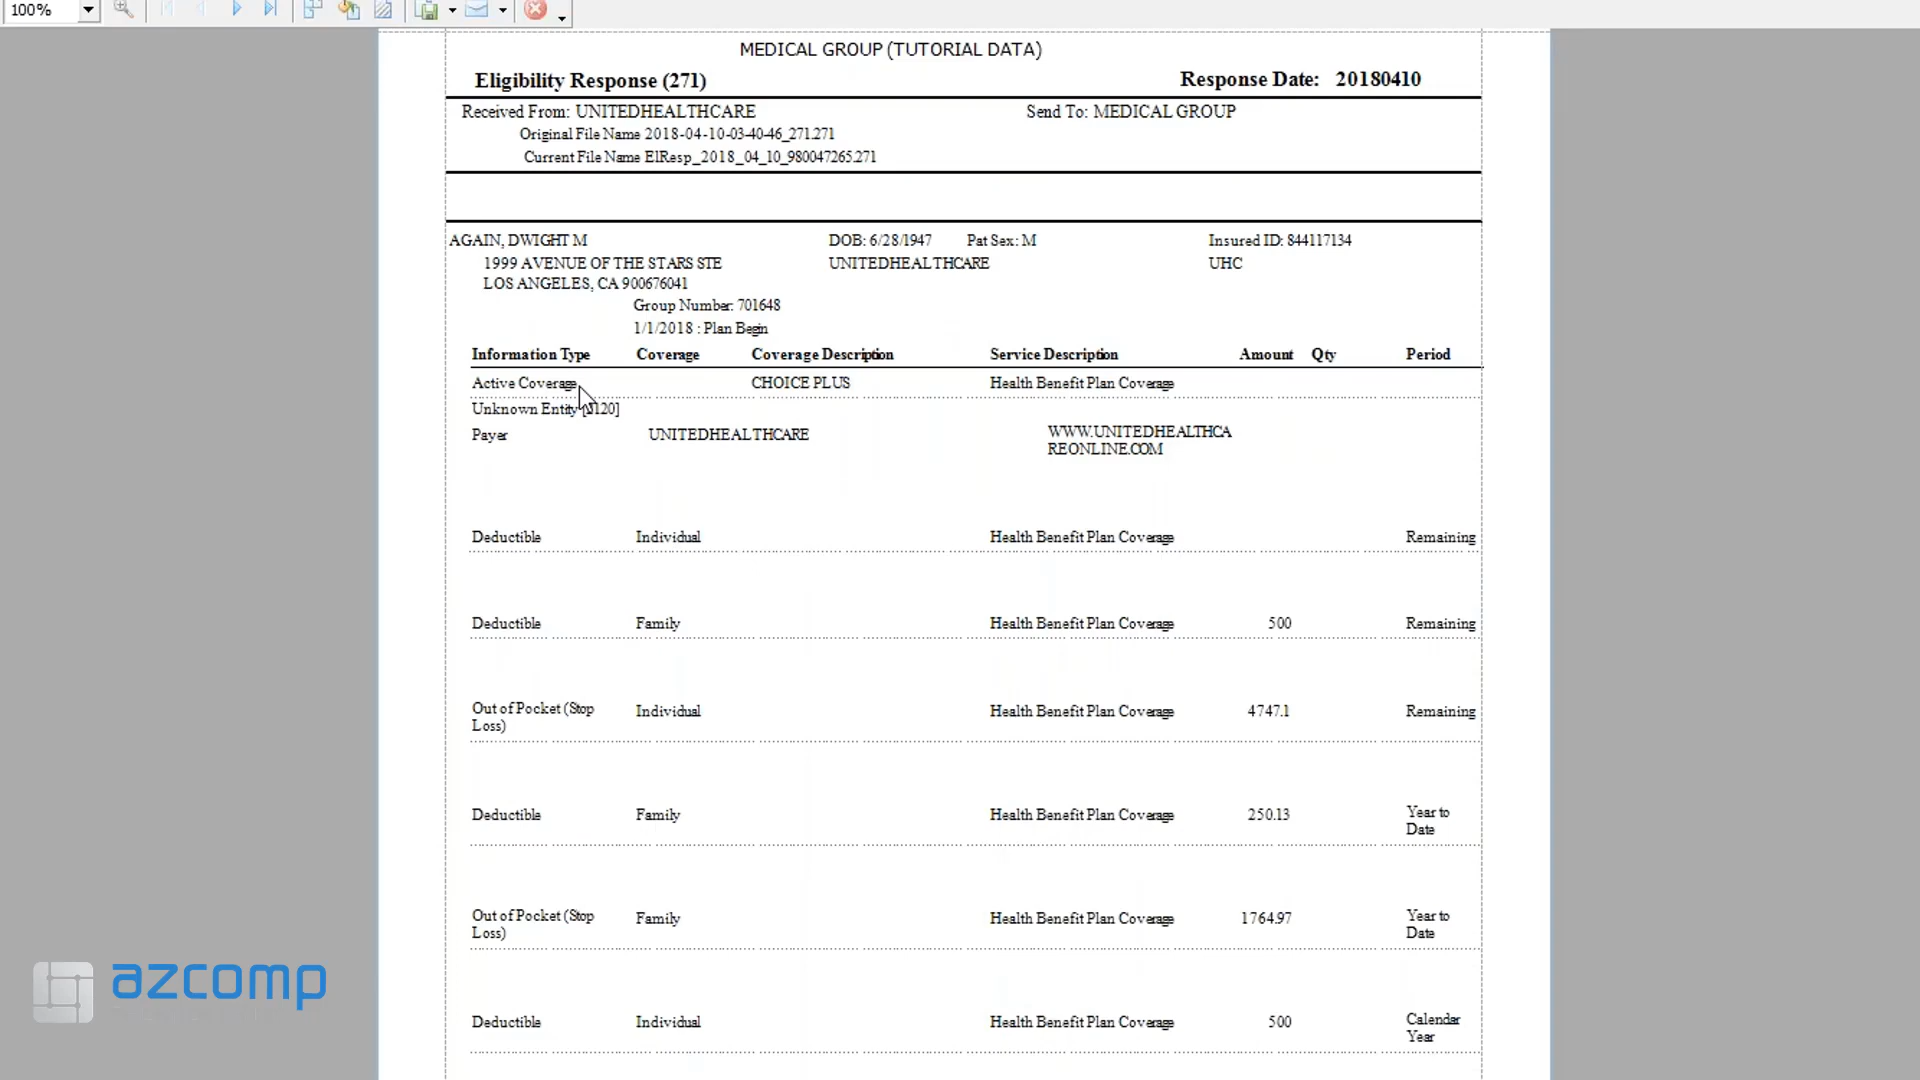 100%
MEDICAL GROUP (TUTORIAL DATA)
Eligibility Response (271) Response Date: 20180410
Received From: UNITEDHEALTHCARE Send To: MEDICAL GROUP
Original File Name 2018-04-10-03-40-46_271.271
Current File Name ElResp_2018_04_10_980047265.271
AGAIN, DWIGHT M DOB: 6/28/1947 Pat Sex: M Insured ID: 844117134
1999 AVENUE OF THE STARS STE UNITEDHEALTHCARE UHC
LOS ANGELES, CA 900676041
Group Number: 701648
1/1/2018 : Plan Begin
Information Type Coverage Coverage Description Service Description Amount Qty Period
Active Coverage CHOICE PLUS Health Benefit Plan Coverage
Unknown Entity
Payer UNITEDHEALTHCARE WWW.UNITEDHEALTHCA
REONLINE.COM
Deductible Individual Health Benefit Plan Coverage Remaining
Deductible Family Health Benefit Plan Coverage 500 Remaining
Out of Pocket (Stop Individual Health Benefit Plan Coverage 4747.1 Remaining
Loss)
Deductible Family Health Benefit Plan Coverage 250.13 Year to
Date
Out of Pocket (Stop Family Health Benefit Plan Coverage 1764.97 Year to
Loss) Date
Deductible Individual Health Benefit Plan Coverage 500 Calendar
Year
azcomp